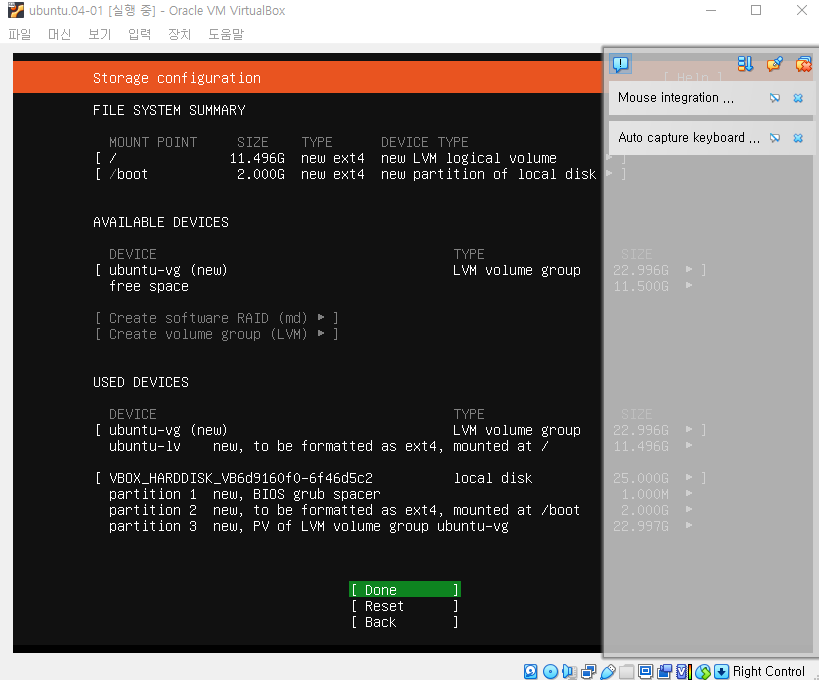 ubuntu.04-01 [실행 중] - Oracle VM VirtualBox
파일 머신 보기 입력 장치 도움말
Storage configuration [ Help ]
Mouse integration ...
Auto capture keyboard ...
FILE SYSTEM SUMMARY
MOUNT POINT SIZE TYPE DEVICE TYPE
[ / 11.496G new ext4 new LVM logical volume ▸ ]
[ /boot 2.000G new ext4 new partition of local disk ▸ ]
AVAILABLE DEVICES
DEVICE TYPE SIZE
[ ubuntu-vg (new) LVM volume group 22.996G ▸ ]
free space 11.500G ▸
[ Create software RAID (md) ▸ ]
[ Create volume group (LVM) ▸ ]
USED DEVICES
DEVICE TYPE SIZE
[ ubuntu-vg (new) LVM volume group 22.996G ▸ ]
ubuntu-lv new, to be formatted as ext4, mounted at / 11.496G ▸
[ VBOX_HARDDISK_VB6d9160f0-6f46d5c2 local disk 25.000G ▸ ]
partition 1 new, BIOS grub spacer 1.000M ▸
partition 2 new, to be formatted as ext4, mounted at /boot 2.000G ▸
partition 3 new, PV of LVM volume group ubuntu-vg 22.997G ▸
[ Done ]
[ Reset ]
[ Back ]
Right Control